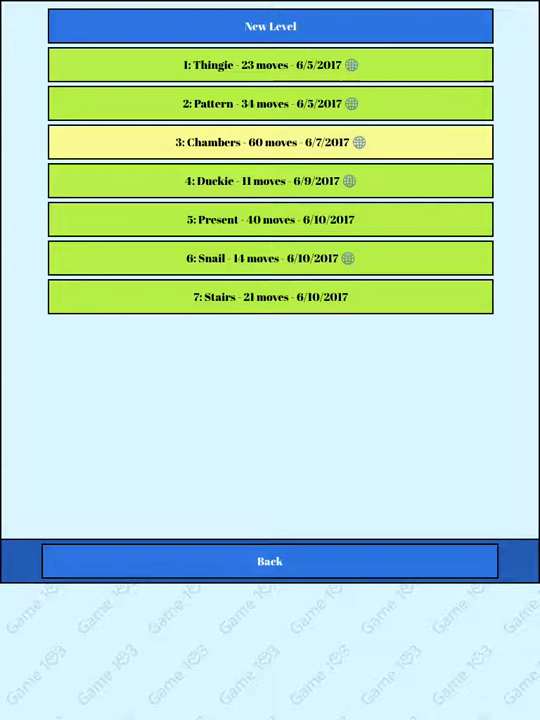 New Level
1: Thingie - 23 moves - 6/5/2017
2: Pattern - 34 moves - 6/5/2017
3: Chambers - 60 moves - 6/7/2017
4: Duckie - 11 moves - 6/9/2017
5: Present - 40 moves - 6/10/2017
6: Snail - 14 moves - 6/10/2017
7: Stairs - 21 moves - 6/10/2017
Back